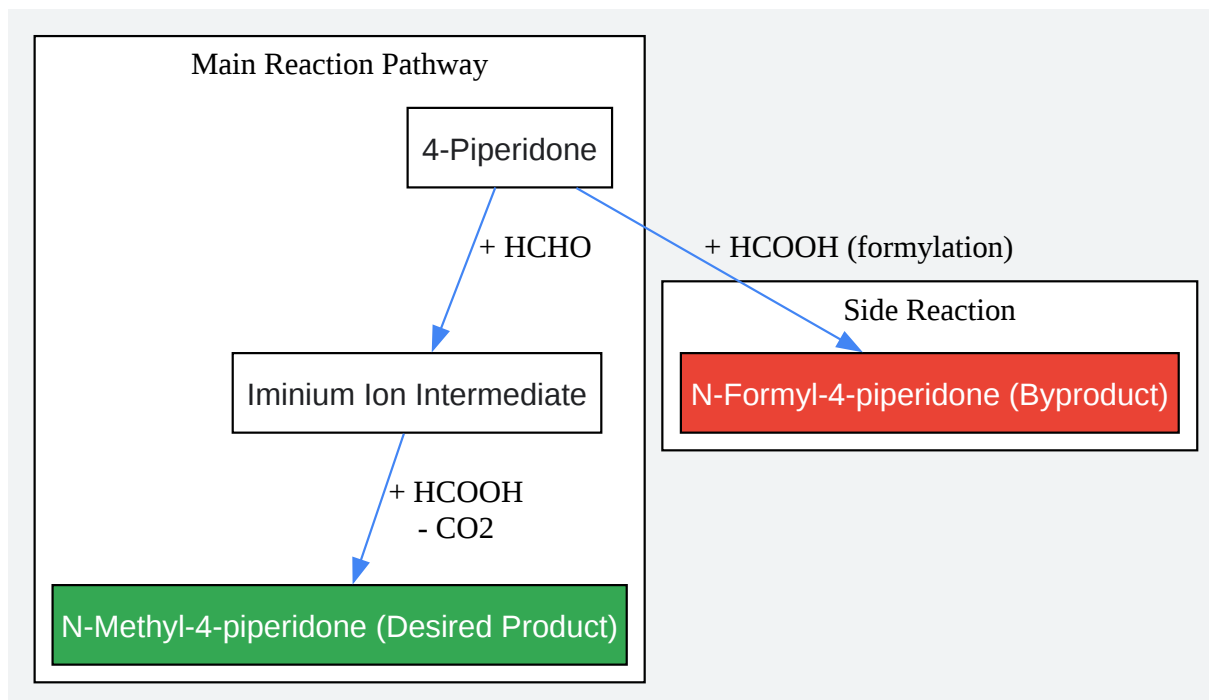 Main Reaction Pathway
4-Piperidone
+ HCHO
+ HCOOH (formylation)
Side Reaction
Iminium Ion Intermediate
N-Formyl-4-piperidone (Byproduct)
+ HCOOH
- CO2
N-Methyl-4-piperidone (Desired Product)